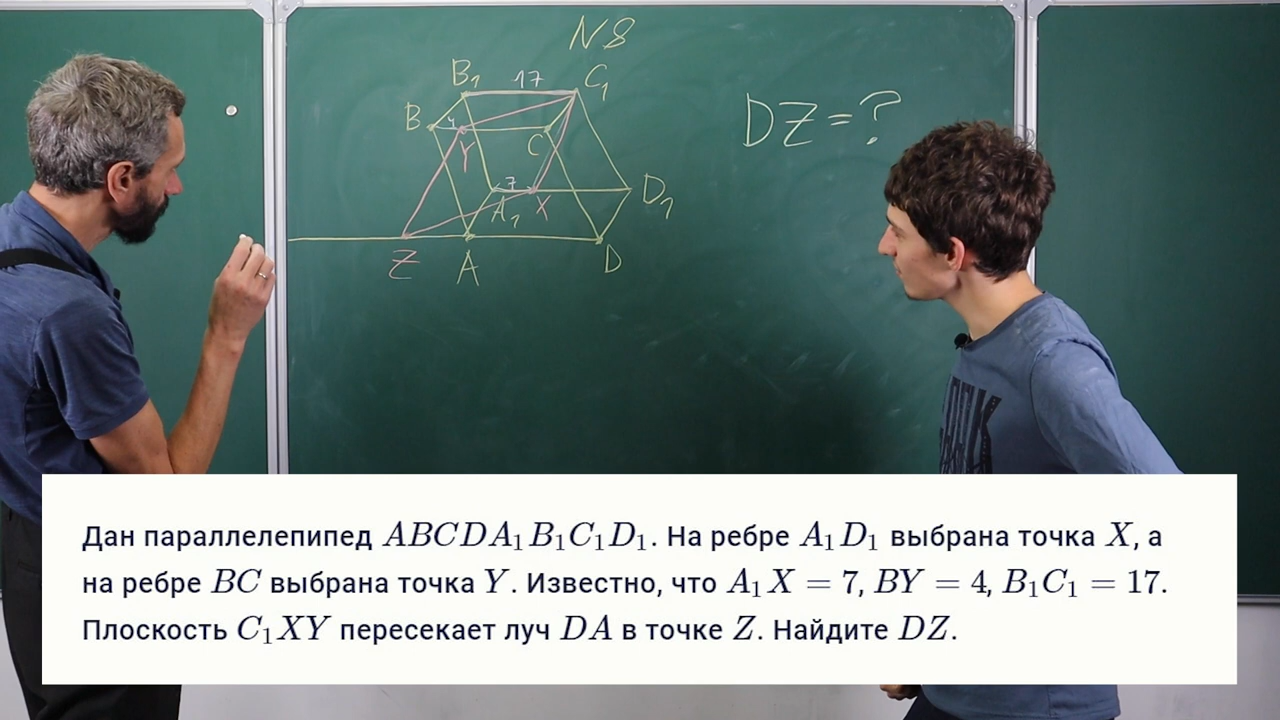 N8
B₁ 17 C₁
DZ=?
B 4 C
Y 7 D₁
A₁ X
Z A D
Дан параллелепипед ABCDA₁B₁C₁D₁. На ребре A₁D₁ выбрана точка X, а
на ребре BC выбрана точка Y. Известно, что A₁X = 7, BY = 4, B₁C₁ = 17.
Плоскость C₁XY пересекает луч DA в точке Z. Найдите DZ.